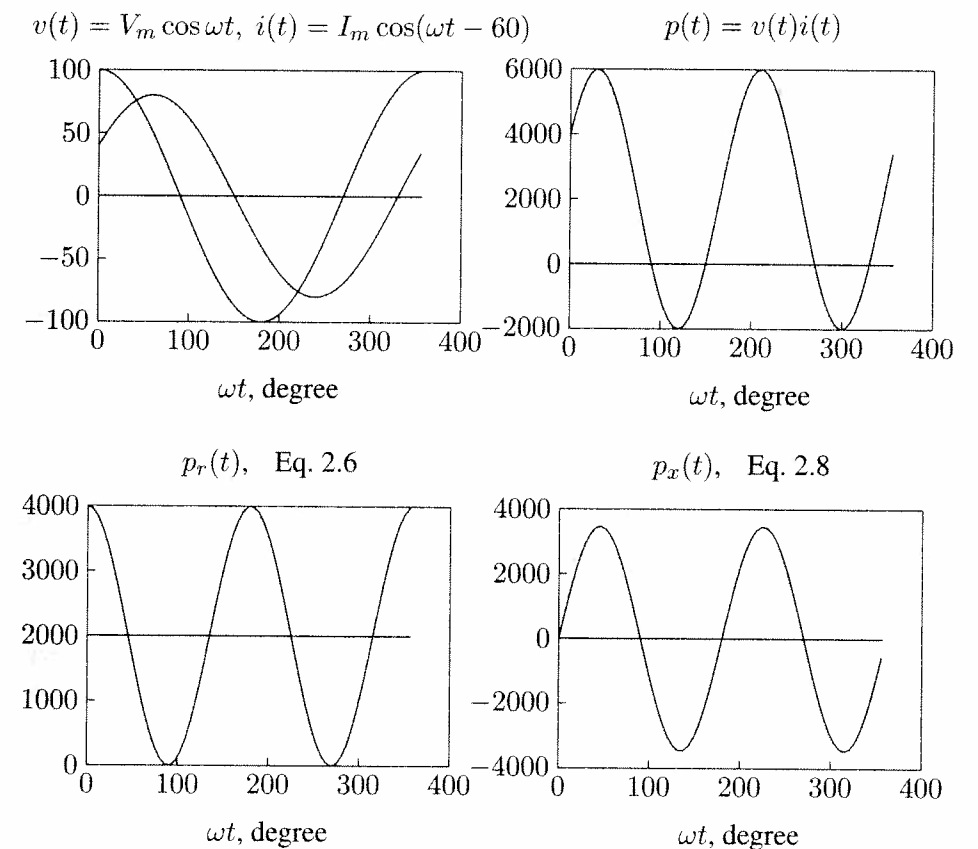 v(t) = V_m cos ωt, i(t) = I_m cos(ωt − 60)
100
50
0
−50
−100
0 100 200 300 400
ωt, degree
p(t) = v(t)i(t)
6000
4000
2000
0
−2000
0 100 200 300 400
ωt, degree
p_r(t), Eq. 2.6
4000
3000
2000
1000
0
0 100 200 300 400
ωt, degree
p_x(t), Eq. 2.8
4000
2000
0
−2000
−4000
0 100 200 300 400
ωt, degree